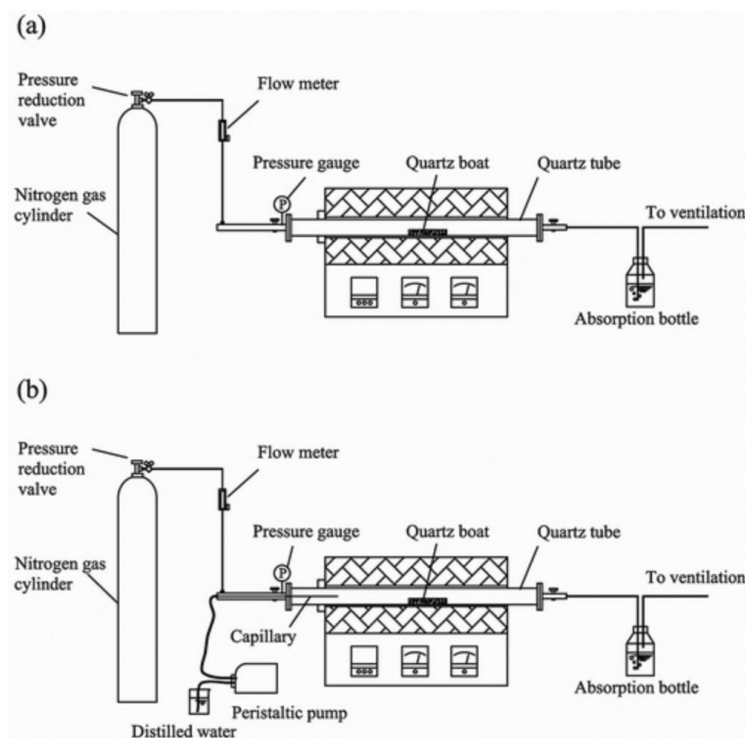 (a)
Pressure
reduction
valve
Flow meter
Pressure gauge
Quartz boat
Quartz tube
Nitrogen gas
cylinder
P
To ventilation
Absorption bottle
(b)
Pressure
reduction
valve
Flow meter
Pressure gauge
Quartz boat
Quartz tube
Nitrogen gas
cylinder
P
To ventilation
Capillary
Absorption bottle
Peristaltic pump
Distilled water